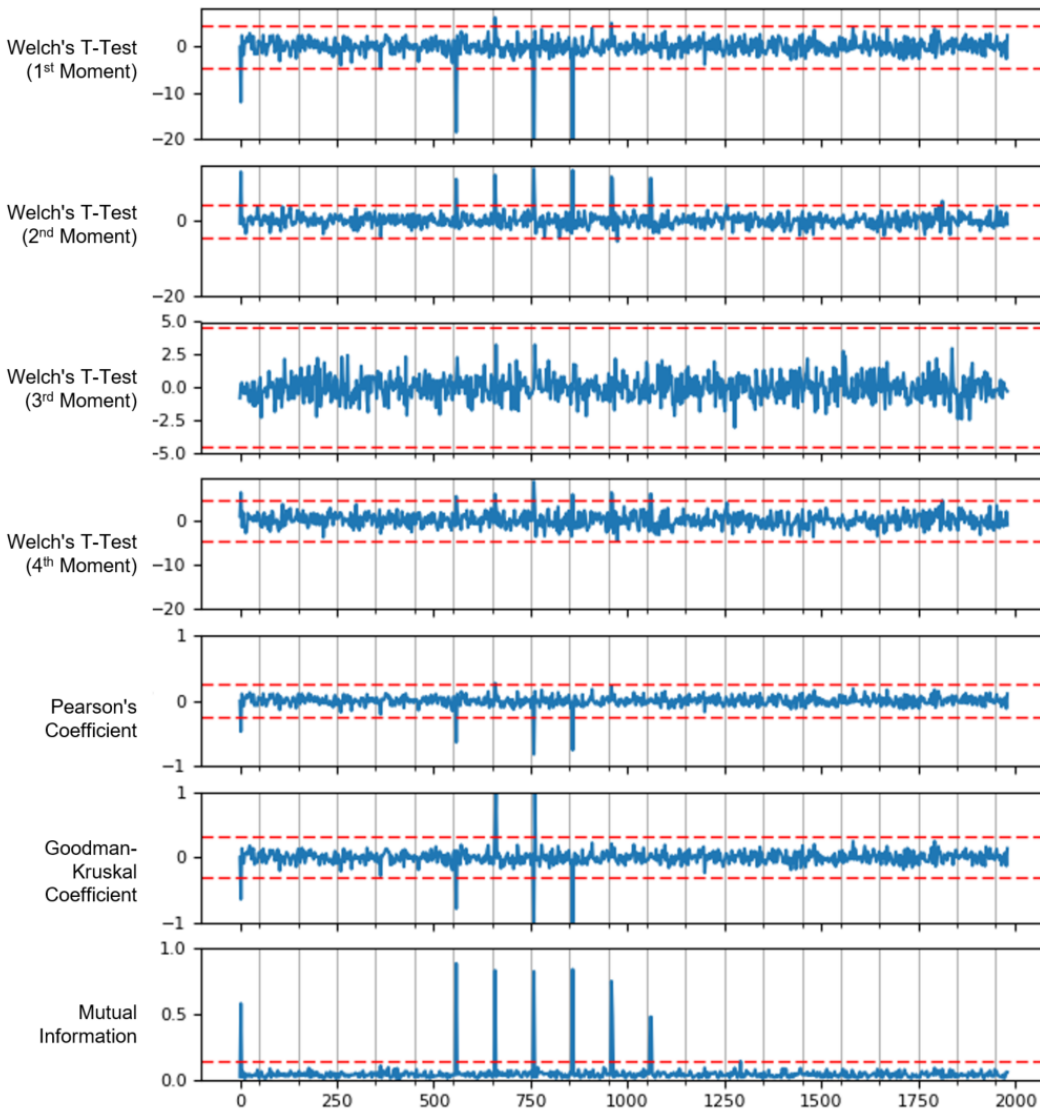 Welch's T-Test
(1st Moment)
0
−10
−20
Welch's T-Test
(2nd Moment)
0
−20
Welch's T-Test
(3rd Moment)
5.0
2.5
0.0
−2.5
−5.0
Welch's T-Test
(4th Moment)
0
−10
−20
Pearson's
Coefficient
1
0
−1
Goodman-
Kruskal
Coefficient
1
0
−1
Mutual
Information
1.0
0.5
0.0
0 250 500 750 1000 1250 1500 1750 2000